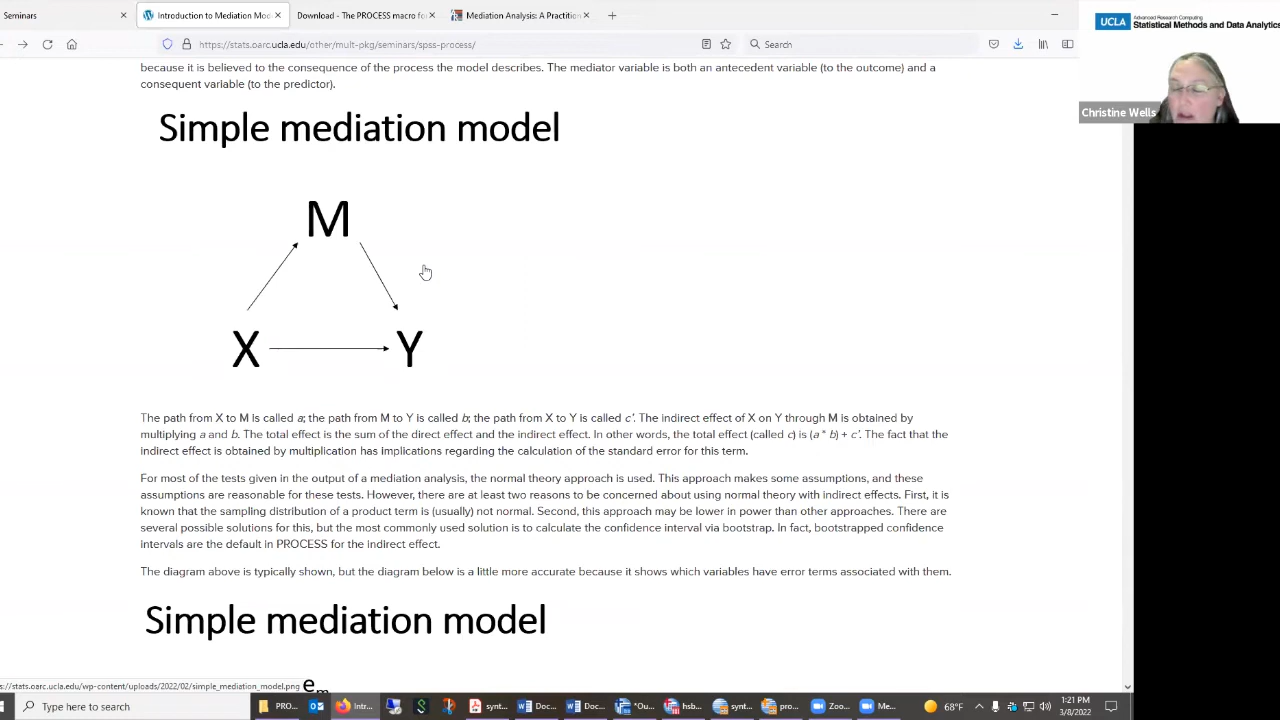 Seminars
Introduction to Mediation Mo
Download - The PROCESS macro fo
Mediation Analysis: A Practition
https://stats.oarc.ucla.edu/other/mult-pkg/seminars/spss-process/
Search
UCLA
Advanced Research Computing
Statistical Methods and Data Analytics
Christine Wells
because it is believed to the consequence of the process the model describes. The mediator variable is both an antecedent variable (to the outcome) and a
consequent variable (to the predictor).
Simple mediation model
M
X
Y
The path from X to M is called a; the path from M to Y is called b; the path from X to Y is called c'. The indirect effect of X on Y through M is obtained by
multiplying a and b. The total effect is the sum of the direct effect and the indirect effect. In other words, the total effect (called c) is (a * b) + c'. The fact that the
indirect effect is obtained by multiplication has implications regarding the calculation of the standard error for this term.
For most of the tests given in the output of a mediation analysis, the normal theory approach is used. This approach makes some assumptions, and these
assumptions are reasonable for these tests. However, there are at least two reasons to be concerned about using normal theory with indirect effects. First, it is
known that the sampling distribution of a product term is (usually) not normal. Second, this approach may be lower in power than other approaches. There are
several possible solutions for this, but the most commonly used solution is to calculate the confidence interval via bootstrap. In fact, bootstrapped confidence
intervals are the default in PROCESS for the indirect effect.
The diagram above is typically shown, but the diagram below is a little more accurate because it shows which variables have error terms associated with them.
Simple mediation model
em
s://stats.oarc.ucla.edu/wp-content/uploads/2022/02/simple_mediation_model.png
Type here to search
PRO...
Intr...
synt...
Doc...
Doc...
*Ou...
hsb...
synt...
pro...
Zoo...
Me...
68°F
1:21 PM
3/8/2022